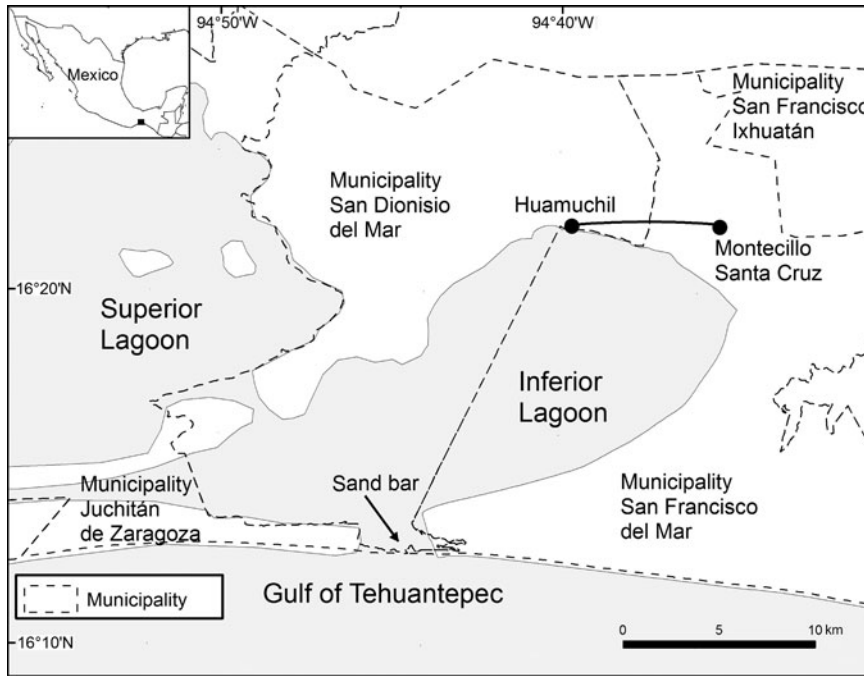 94°50'W
94°40'W
Mexico
Municipality
San Francisco
Ixhuatán
Municipality
San Dionisio
del Mar
Huamuchil
Montecillo
Santa Cruz
16°20'N
Superior
Lagoon
Inferior
Lagoon
Municipality
Juchitán
de Zaragoza
Sand bar
Municipality
San Francisco
del Mar
Municipality
Gulf of Tehuantepec
16°10'N
0 5 10 km